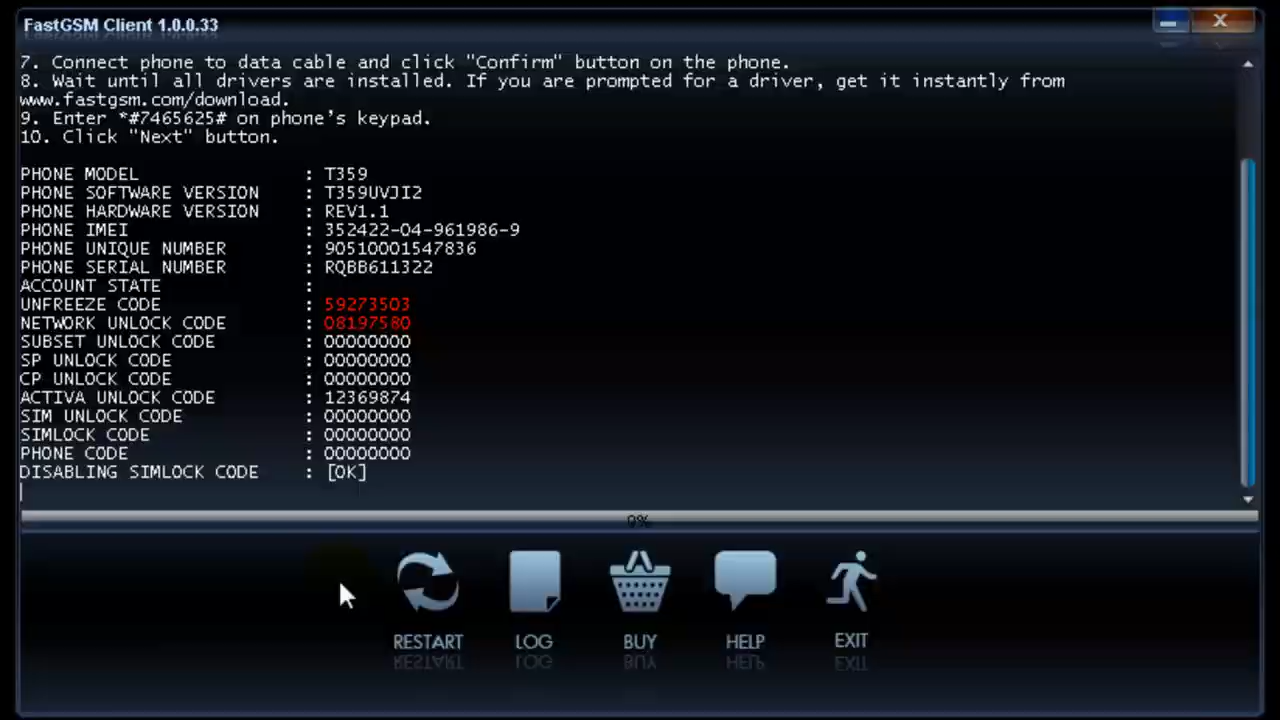 FastGSM Client 1.0.0.33
7. Connect phone to data cable and click "Confirm" button on the phone.
8. Wait until all drivers are installed. If you are prompted for a driver, get it instantly from
www.fastgsm.com/download.
9. Enter *#7465625# on phone's keypad.
10. Click "Next" button.
PHONE MODEL : T359
PHONE SOFTWARE VERSION : T359UVJI2
PHONE HARDWARE VERSION : REV1.1
PHONE IMEI : 352422-04-961986-9
PHONE UNIQUE NUMBER : 90510001547836
PHONE SERIAL NUMBER : RQBB611322
ACCOUNT STATE :
UNFREEZE CODE : 59273503
NETWORK UNLOCK CODE : 08197580
SUBSET UNLOCK CODE : 00000000
SP UNLOCK CODE : 00000000
CP UNLOCK CODE : 00000000
ACTIVA UNLOCK CODE : 12369874
SIM UNLOCK CODE : 00000000
SIMLOCK CODE : 00000000
PHONE CODE : 00000000
DISABLING SIMLOCK CODE : [OK]
0%
RESTART LOG BUY HELP EXIT